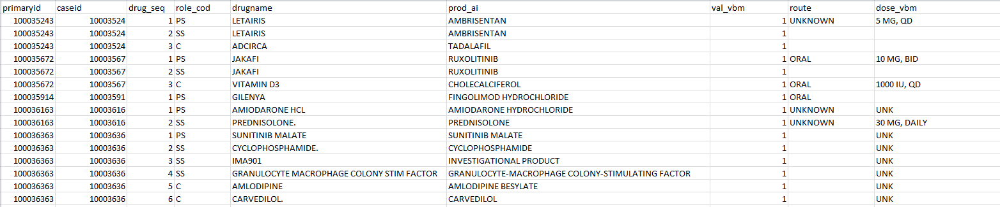 primaryid caseid drug_seq role_cod drugname prod_ai val_vbm route dose_vbm
100035243 10003524 1 PS LETAIRIS AMBRISENTAN 1 UNKNOWN 5 MG, QD
100035243 10003524 2 SS LETAIRIS AMBRISENTAN 1
100035243 10003524 3 C ADCIRCA TADALAFIL 1
100035672 10003567 1 PS JAKAFI RUXOLITINIB 1 ORAL 10 MG, BID
100035672 10003567 2 SS JAKAFI RUXOLITINIB 1
100035672 10003567 3 C VITAMIN D3 CHOLECALCIFEROL 1 ORAL 1000 IU, QD
100035914 10003591 1 PS GILENYA FINGOLIMOD HYDROCHLORIDE 1 ORAL
100036163 10003616 1 PS AMIODARONE HCL AMIODARONE HYDROCHLORIDE 1 UNKNOWN UNK
100036163 10003616 2 SS PREDNISOLONE. PREDNISOLONE 1 UNKNOWN 30 MG, DAILY
100036363 10003636 1 PS SUNITINIB MALATE SUNITINIB MALATE 1 UNK
100036363 10003636 2 SS CYCLOPHOSPHAMIDE. CYCLOPHOSPHAMIDE 1 UNK
100036363 10003636 3 SS IMA901 INVESTIGATIONAL PRODUCT 1 UNK
100036363 10003636 4 SS GRANULOCYTE MACROPHAGE COLONY STIM FACTOR GRANULOCYTE-MACROPHAGE COLONY-STIMULATING FACTOR 1 UNK
100036363 10003636 5 C AMLODIPINE AMLODIPINE BESYLATE 1 UNK
100036363 10003636 6 C CARVEDILOL. CARVEDILOL 1 UNK